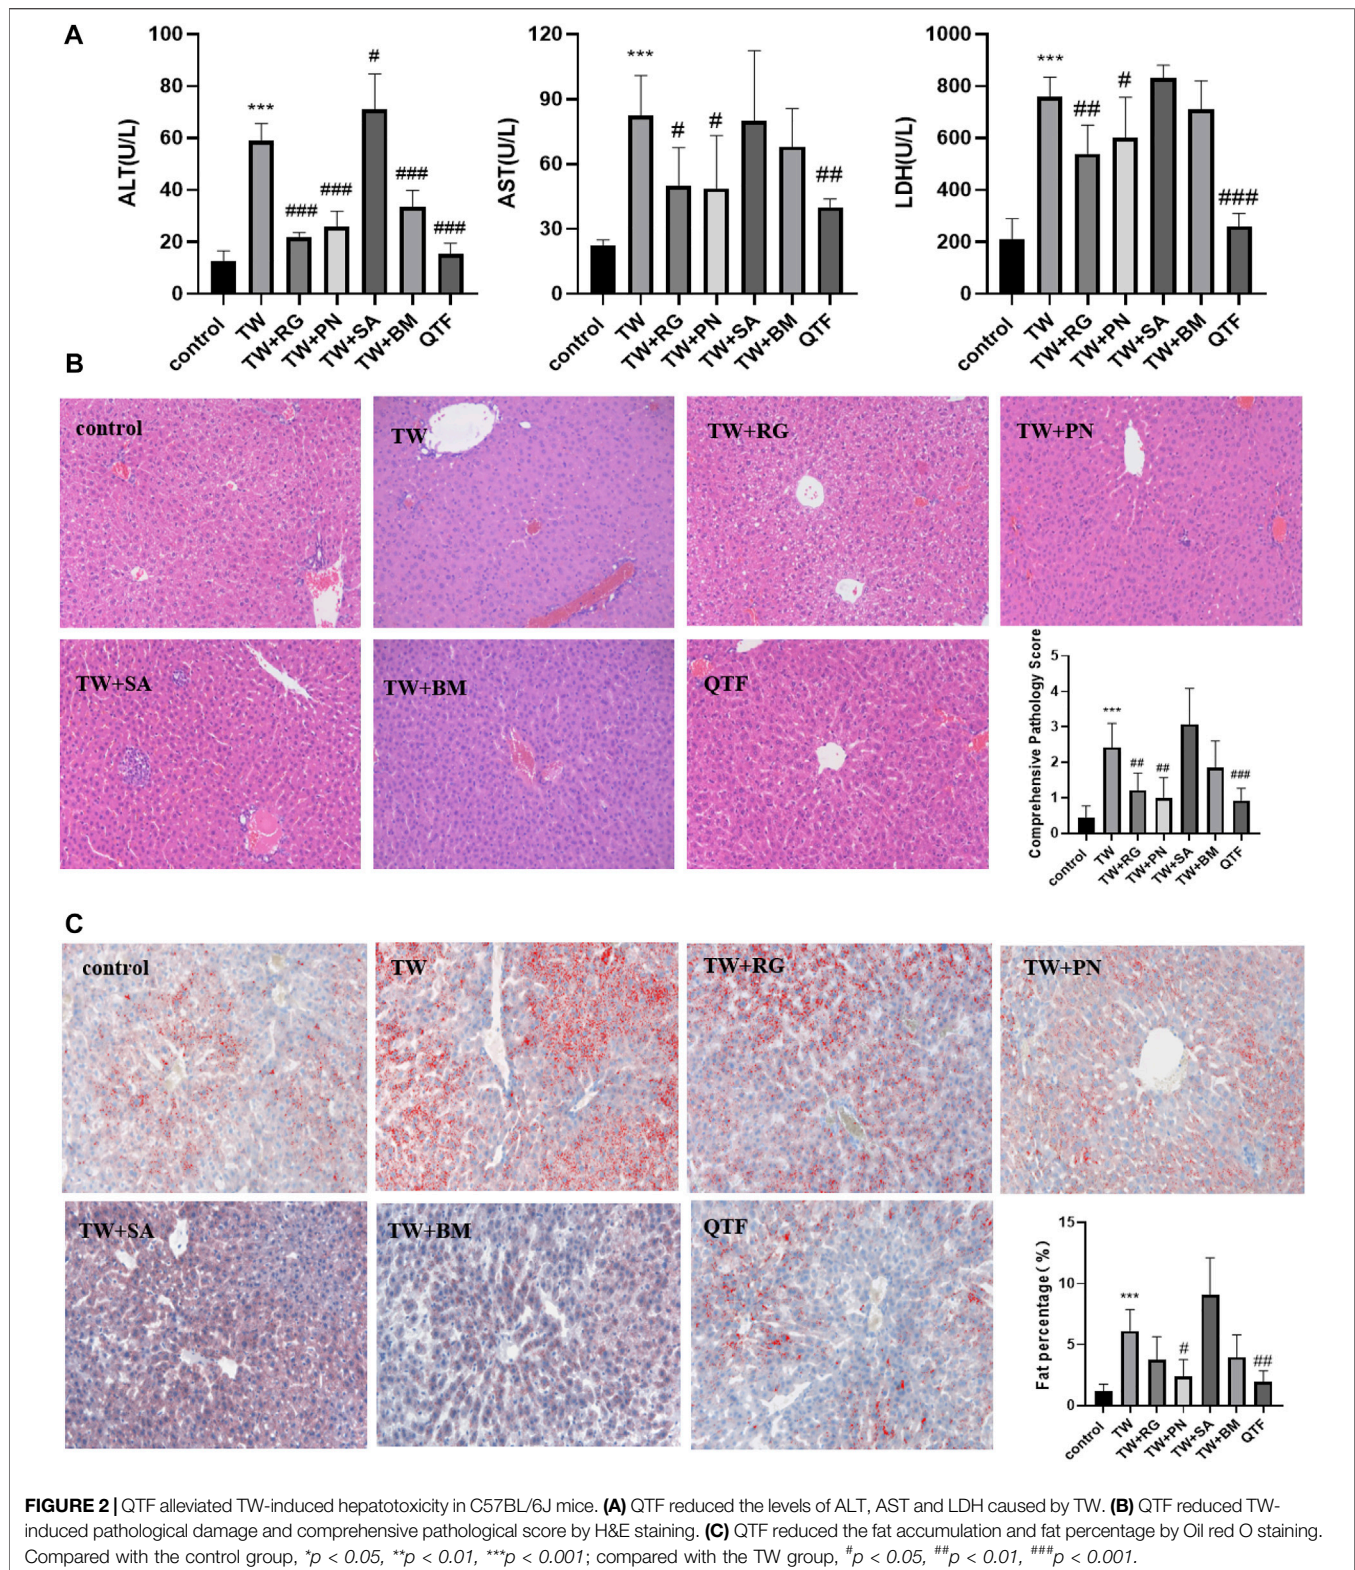 A
ALT(U/L)
100
80
60
40
20
0
***
###
###
#
###
###
control
TW
TW+RG
TW+PN
TW+SA
TW+BM
QTF
AST(U/L)
120
90
60
30
0
***
#
#
##
control
TW
TW+RG
TW+PN
TW+SA
TW+BM
QTF
LDH(U/L)
1000
800
600
400
200
0
***
##
#
###
control
TW
TW+RG
TW+PN
TW+SA
TW+BM
QTF
B
control
TW
TW+RG
TW+PN
TW+SA
TW+BM
QTF
Comprehensive Pathology Score
5
4
3
2
1
0
***
##
##
###
control
TW
TW+RG
TW+PN
TW+SA
TW+BM
QTF
C
control
TW
TW+RG
TW+PN
TW+SA
TW+BM
QTF
Fat percentage(%)
15
10
5
0
***
#
##
control
TW
TW+RG
TW+PN
TW+SA
TW+BM
QTF
FIGURE 2 | QTF alleviated TW-induced hepatotoxicity in C57BL/6J mice. (A) QTF reduced the levels of ALT, AST and LDH caused by TW. (B) QTF reduced TW-
induced pathological damage and comprehensive pathological score by H&E staining. (C) QTF reduced the fat accumulation and fat percentage by Oil red O staining.
Compared with the control group, *p < 0.05, **p < 0.01, ***p < 0.001; compared with the TW group, #p < 0.05, ##p < 0.01, ###p < 0.001.